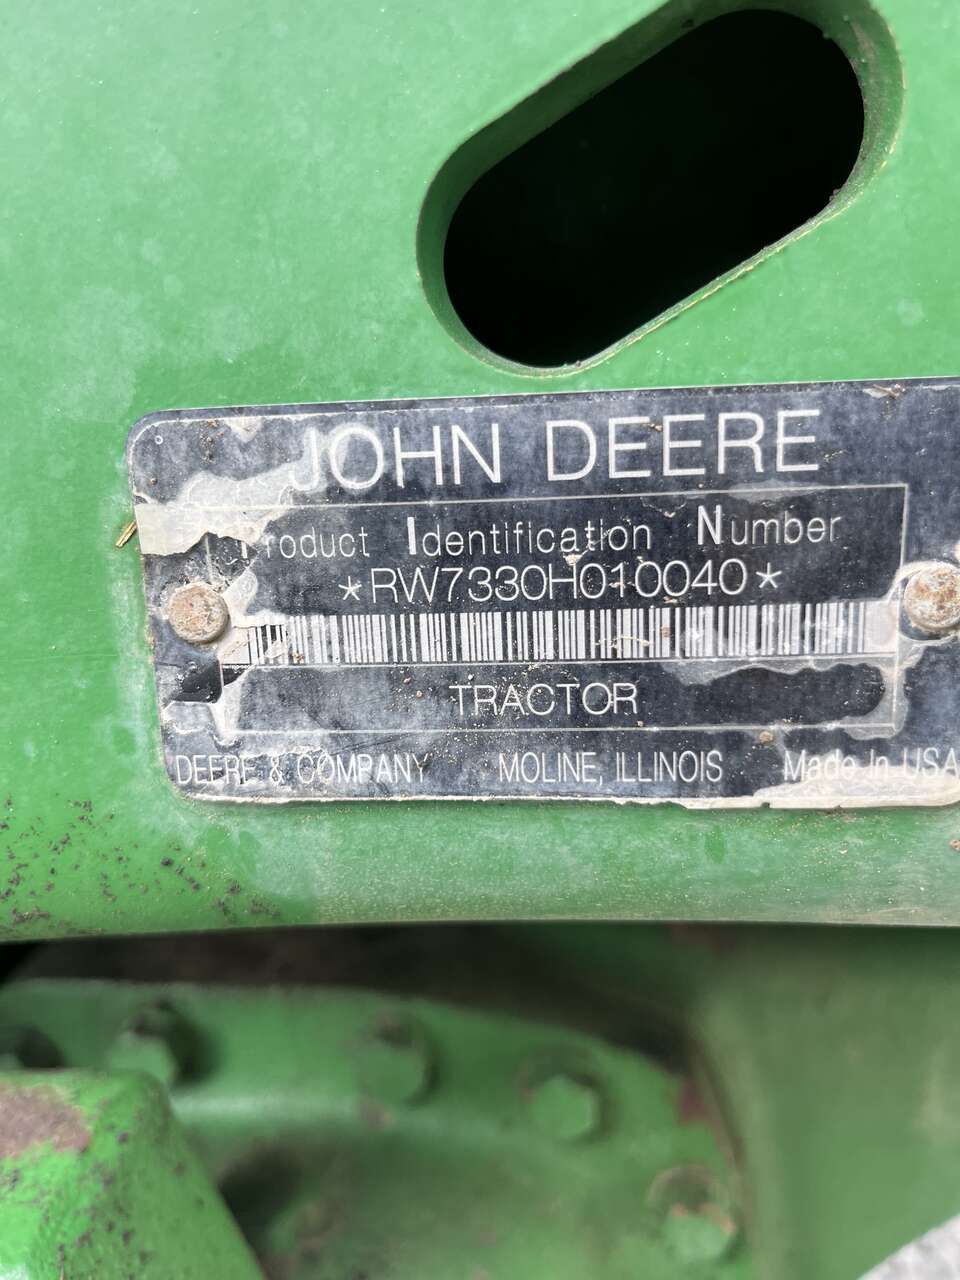 JOHN DEERE
Product Identification Number
*RW7330H010040*
TRACTOR
DEERE & COMPANY MOLINE, ILLINOIS Made In USA